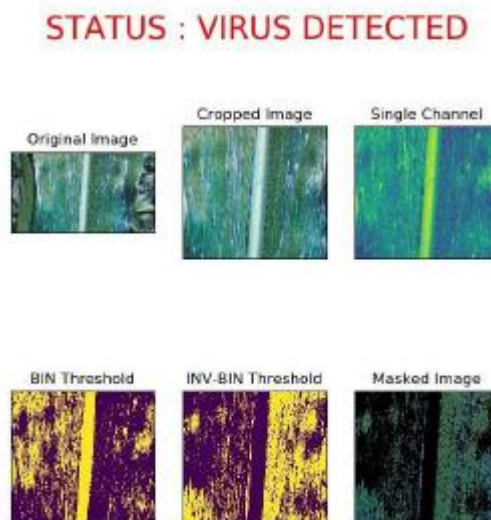 STATUS : VIRUS DETECTED
Original Image
Cropped Image
Single Channel
BIN Threshold
INV-BIN Threshold
Masked Image